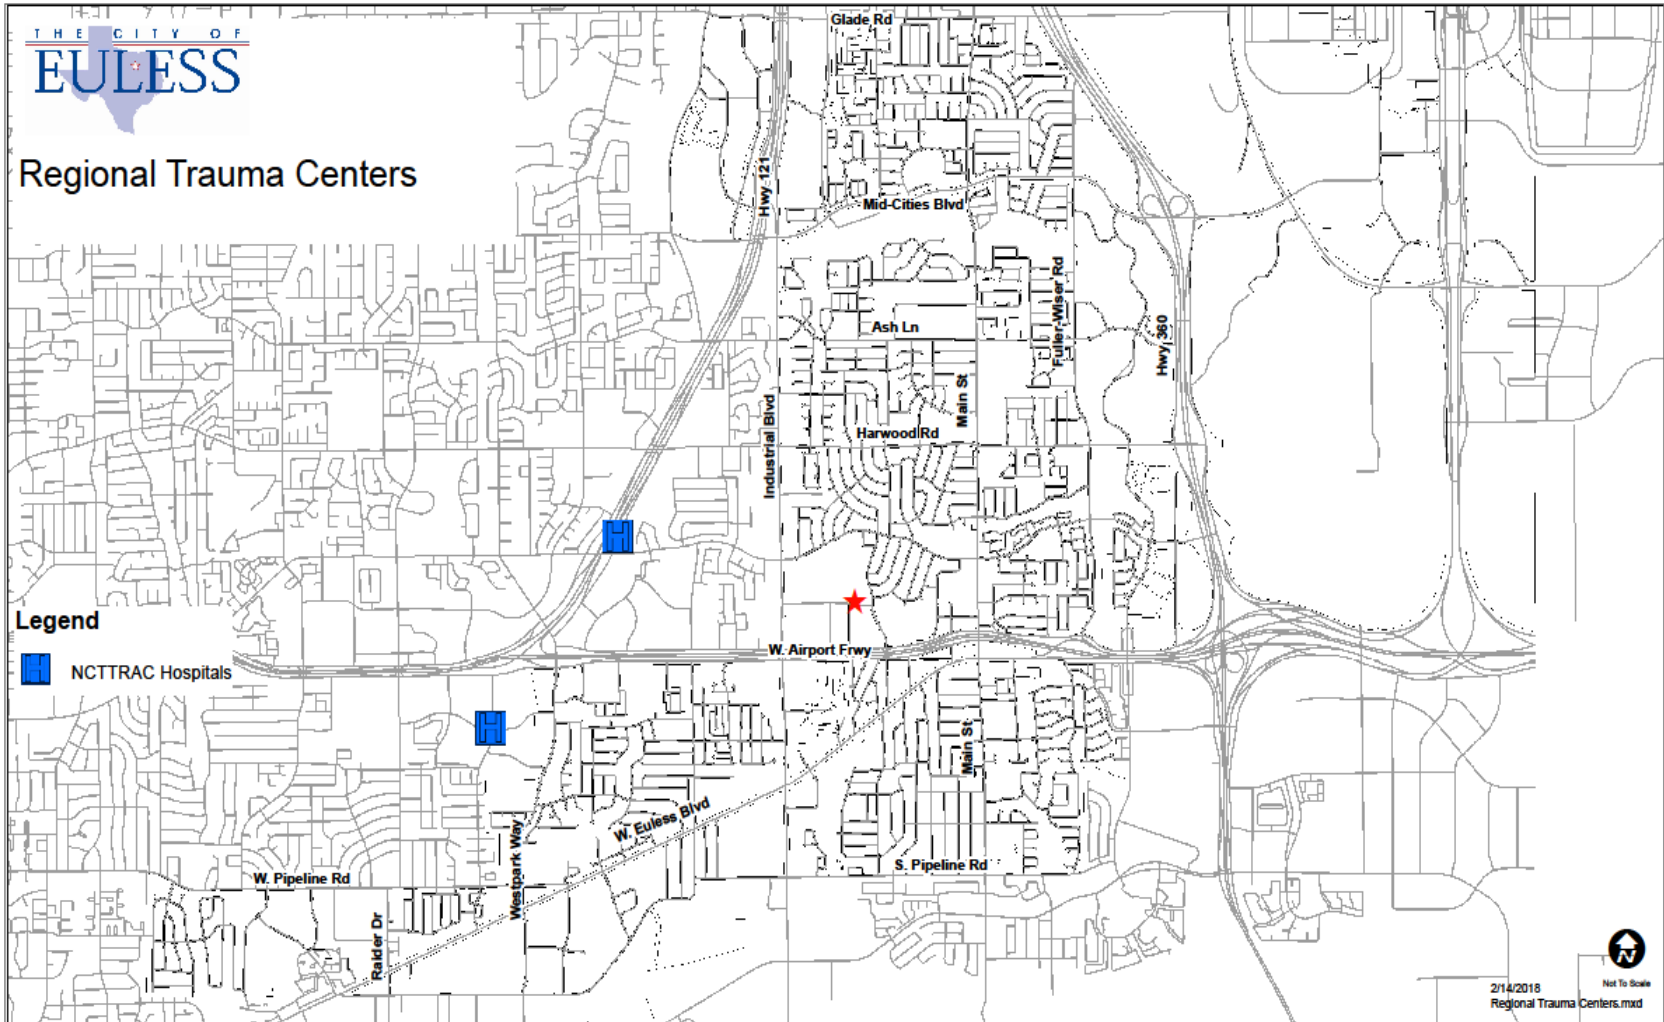 THE CITY OF
EULESS
Regional Trauma Centers
Glade Rd
Hwy 121
Mid-Cities Blvd
Fuller-Wiser Rd
Ash Ln
Hwy 360
Main St
Industrial Blvd
Harwood Rd
Legend
H NCTTRAC Hospitals
H
H
W. Airport Frwy
Main St
W. Euless Blvd
Westpark Way
S. Pipeline Rd
W. Pipeline Rd
Raider Dr
N
Not To Scale
2/14/2018
Regional Trauma Centers.mxd